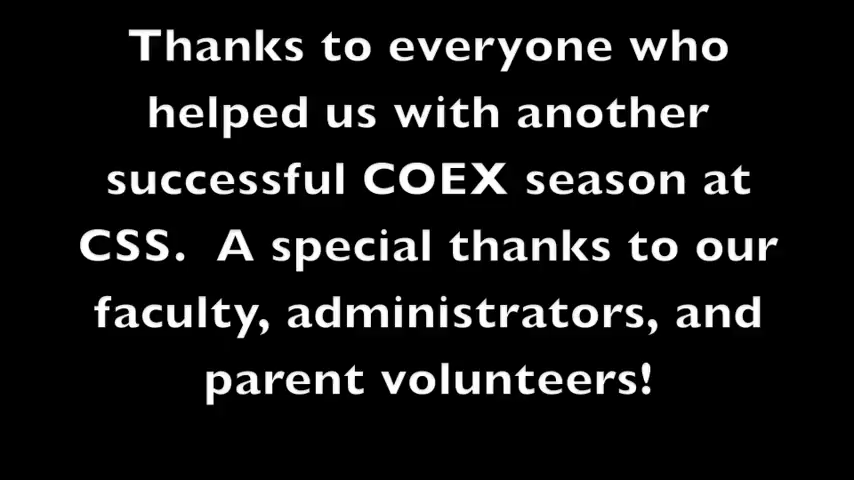 Thanks to everyone who
helped us with another
successful COEX season at
CSS.  A special thanks to our
faculty, administrators, and
parent volunteers!